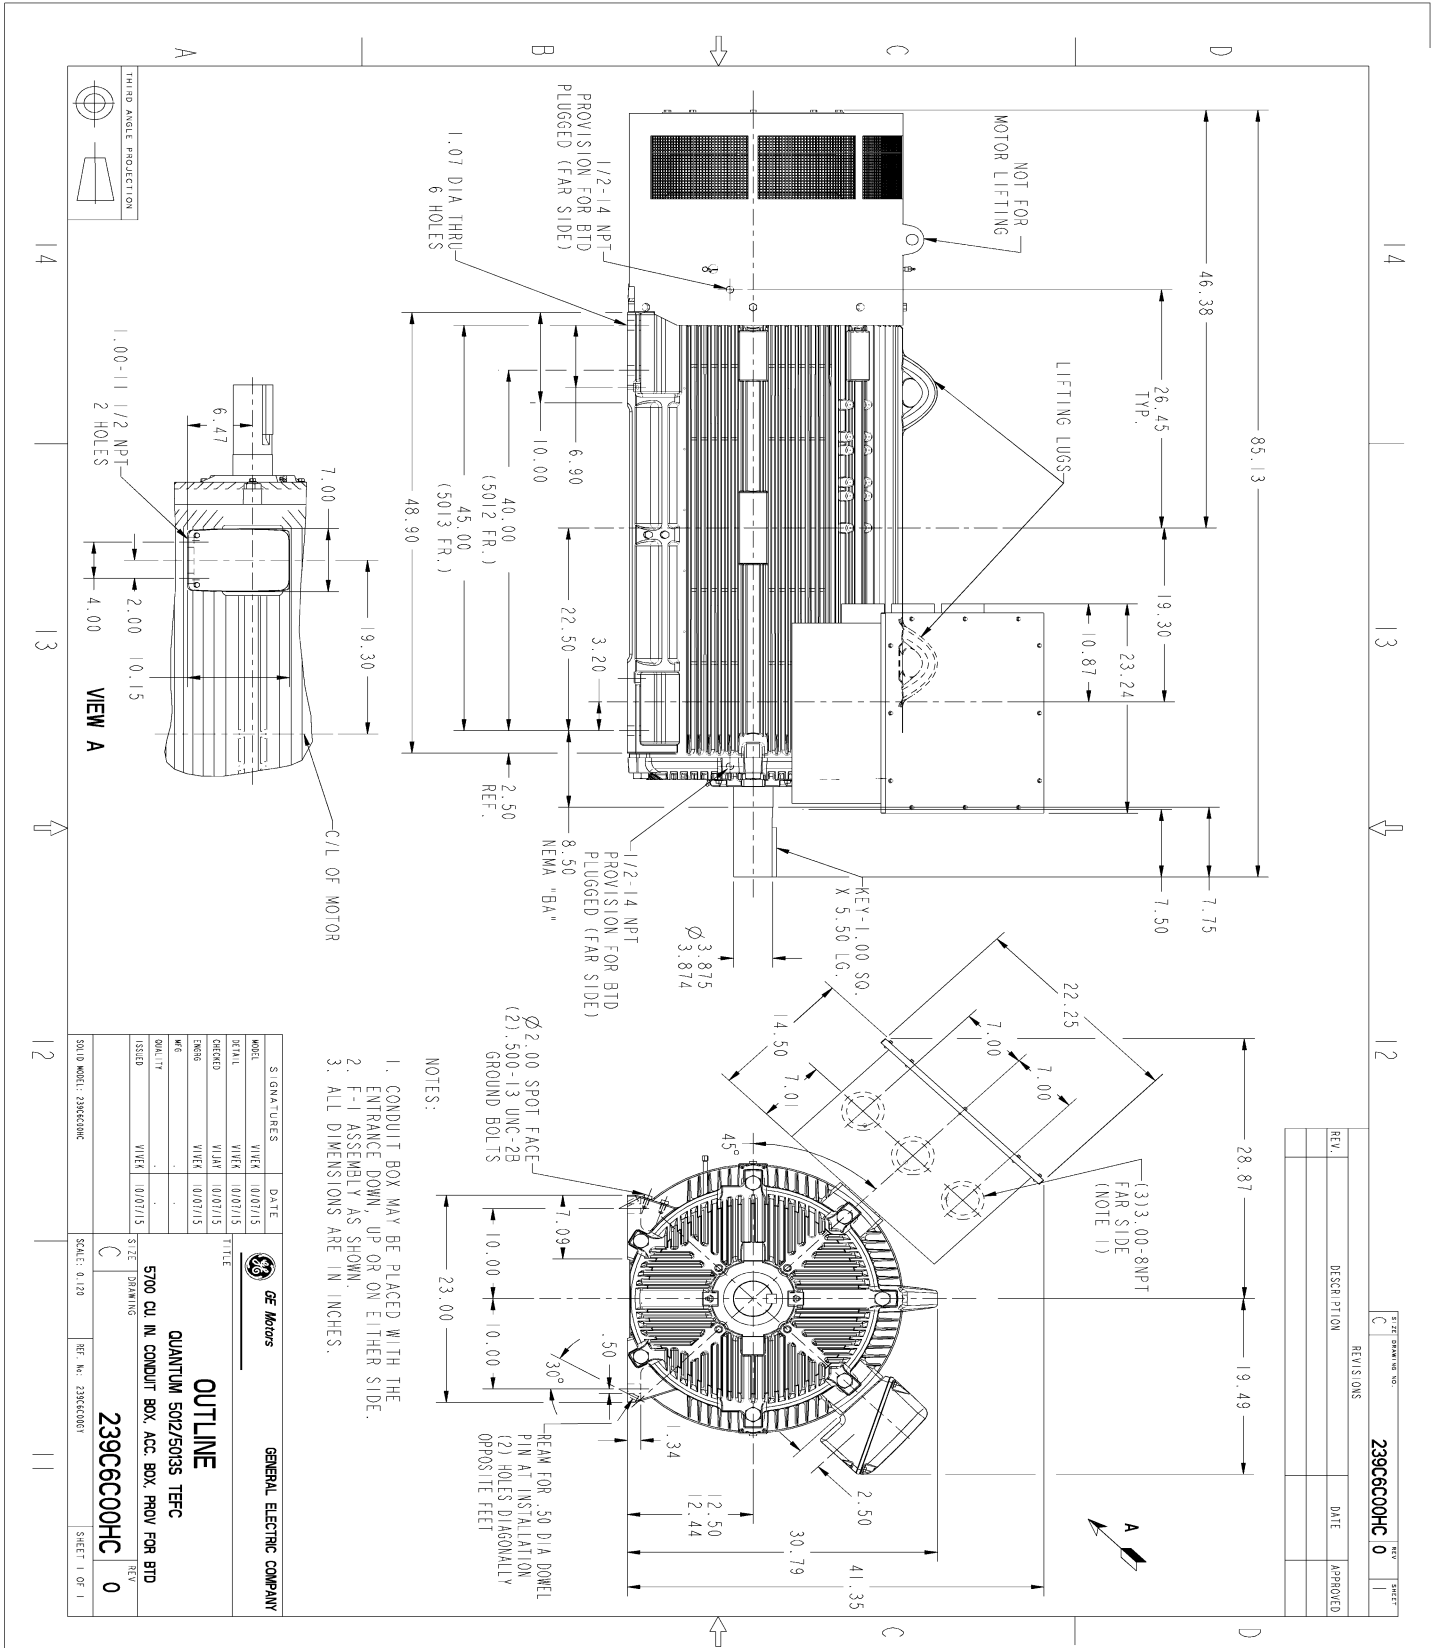 SIZE
DRAWING NO.
REV
SHEET
C
239C6C00HC
0
1
REVISIONS
REV.
DESCRIPTION
DATE
APPROVED
D
C
B
A
14
13
12
11
14
13
12
D
C
85.13
46.38
26.45
TYP.
19.30
10.87
23.24
7.75
7.50
NOT FOR
MOTOR LIFTING
LIFTING LUGS
1/2-14 NPT
PROVISION FOR BTD
PLUGGED (FAR SIDE)
1.07 DIA THRU
6 HOLES
6.90
10.00
40.00
(5012 FR.)
45.00
(5013 FR.)
48.90
22.50
3.20
2.50
REF.
8.50
NEMA "BA"
1/2-14 NPT
PROVISION FOR BTD
PLUGGED (FAR SIDE)
KEY-1.00 SQ.
X 5.50 LG.
Ø 3.875
3.874
28.87
19.49
22.25
14.50
7.00
7.00
7.01
45°
(3)3.00-8NPT
FAR SIDE
(NOTE 1)
A
Ø 2.00 SPOT FACE
(2).500-13 UNC-2B
GROUND BOLTS
7.09
10.00
10.00
23.00
.50
30°
1.34
2.50
12.50
12.44
30.79
41.35
REAM FOR .50 DIA DOWEL
PIN AT INSTALLATION
(2) HOLES DIAGONALLY
OPPOSITE FEET
THIRD ANGLE PROJECTION
1.00-11 1/2 NPT
2 HOLES
6.47
7.00
19.30
2.00
4.00
10.15
C/L OF MOTOR
VIEW A
NOTES:
1. CONDUIT BOX MAY BE PLACED WITH THE
ENTRANCE DOWN, UP OR ON EITHER SIDE.
2. F-1 ASSEMBLY AS SHOWN.
3. ALL DIMENSIONS ARE IN INCHES.
SIGNATURES
DATE
MODEL VIVEK 10/07/15
DETAIL VIVEK 10/07/15
CHECKED VIJAY 10/07/15
ENGRG VIVEK 10/07/15
MFG . .
QUALITY . .
ISSUED VIVEK 10/07/15
SOLID MODEL: 239C6C00HC
GE Motors
GENERAL ELECTRIC COMPANY
TITLE
OUTLINE
QUANTUM 5012/5013S TEFC
5700 CU. IN. CONDUIT BOX, ACC. BOX, PROV FOR BTD
SIZE
DRAWING
REV
C
239C6C00HC
0
SCALE: 0.120
REF. No: 239C6C00GY
SHEET 1 OF 1